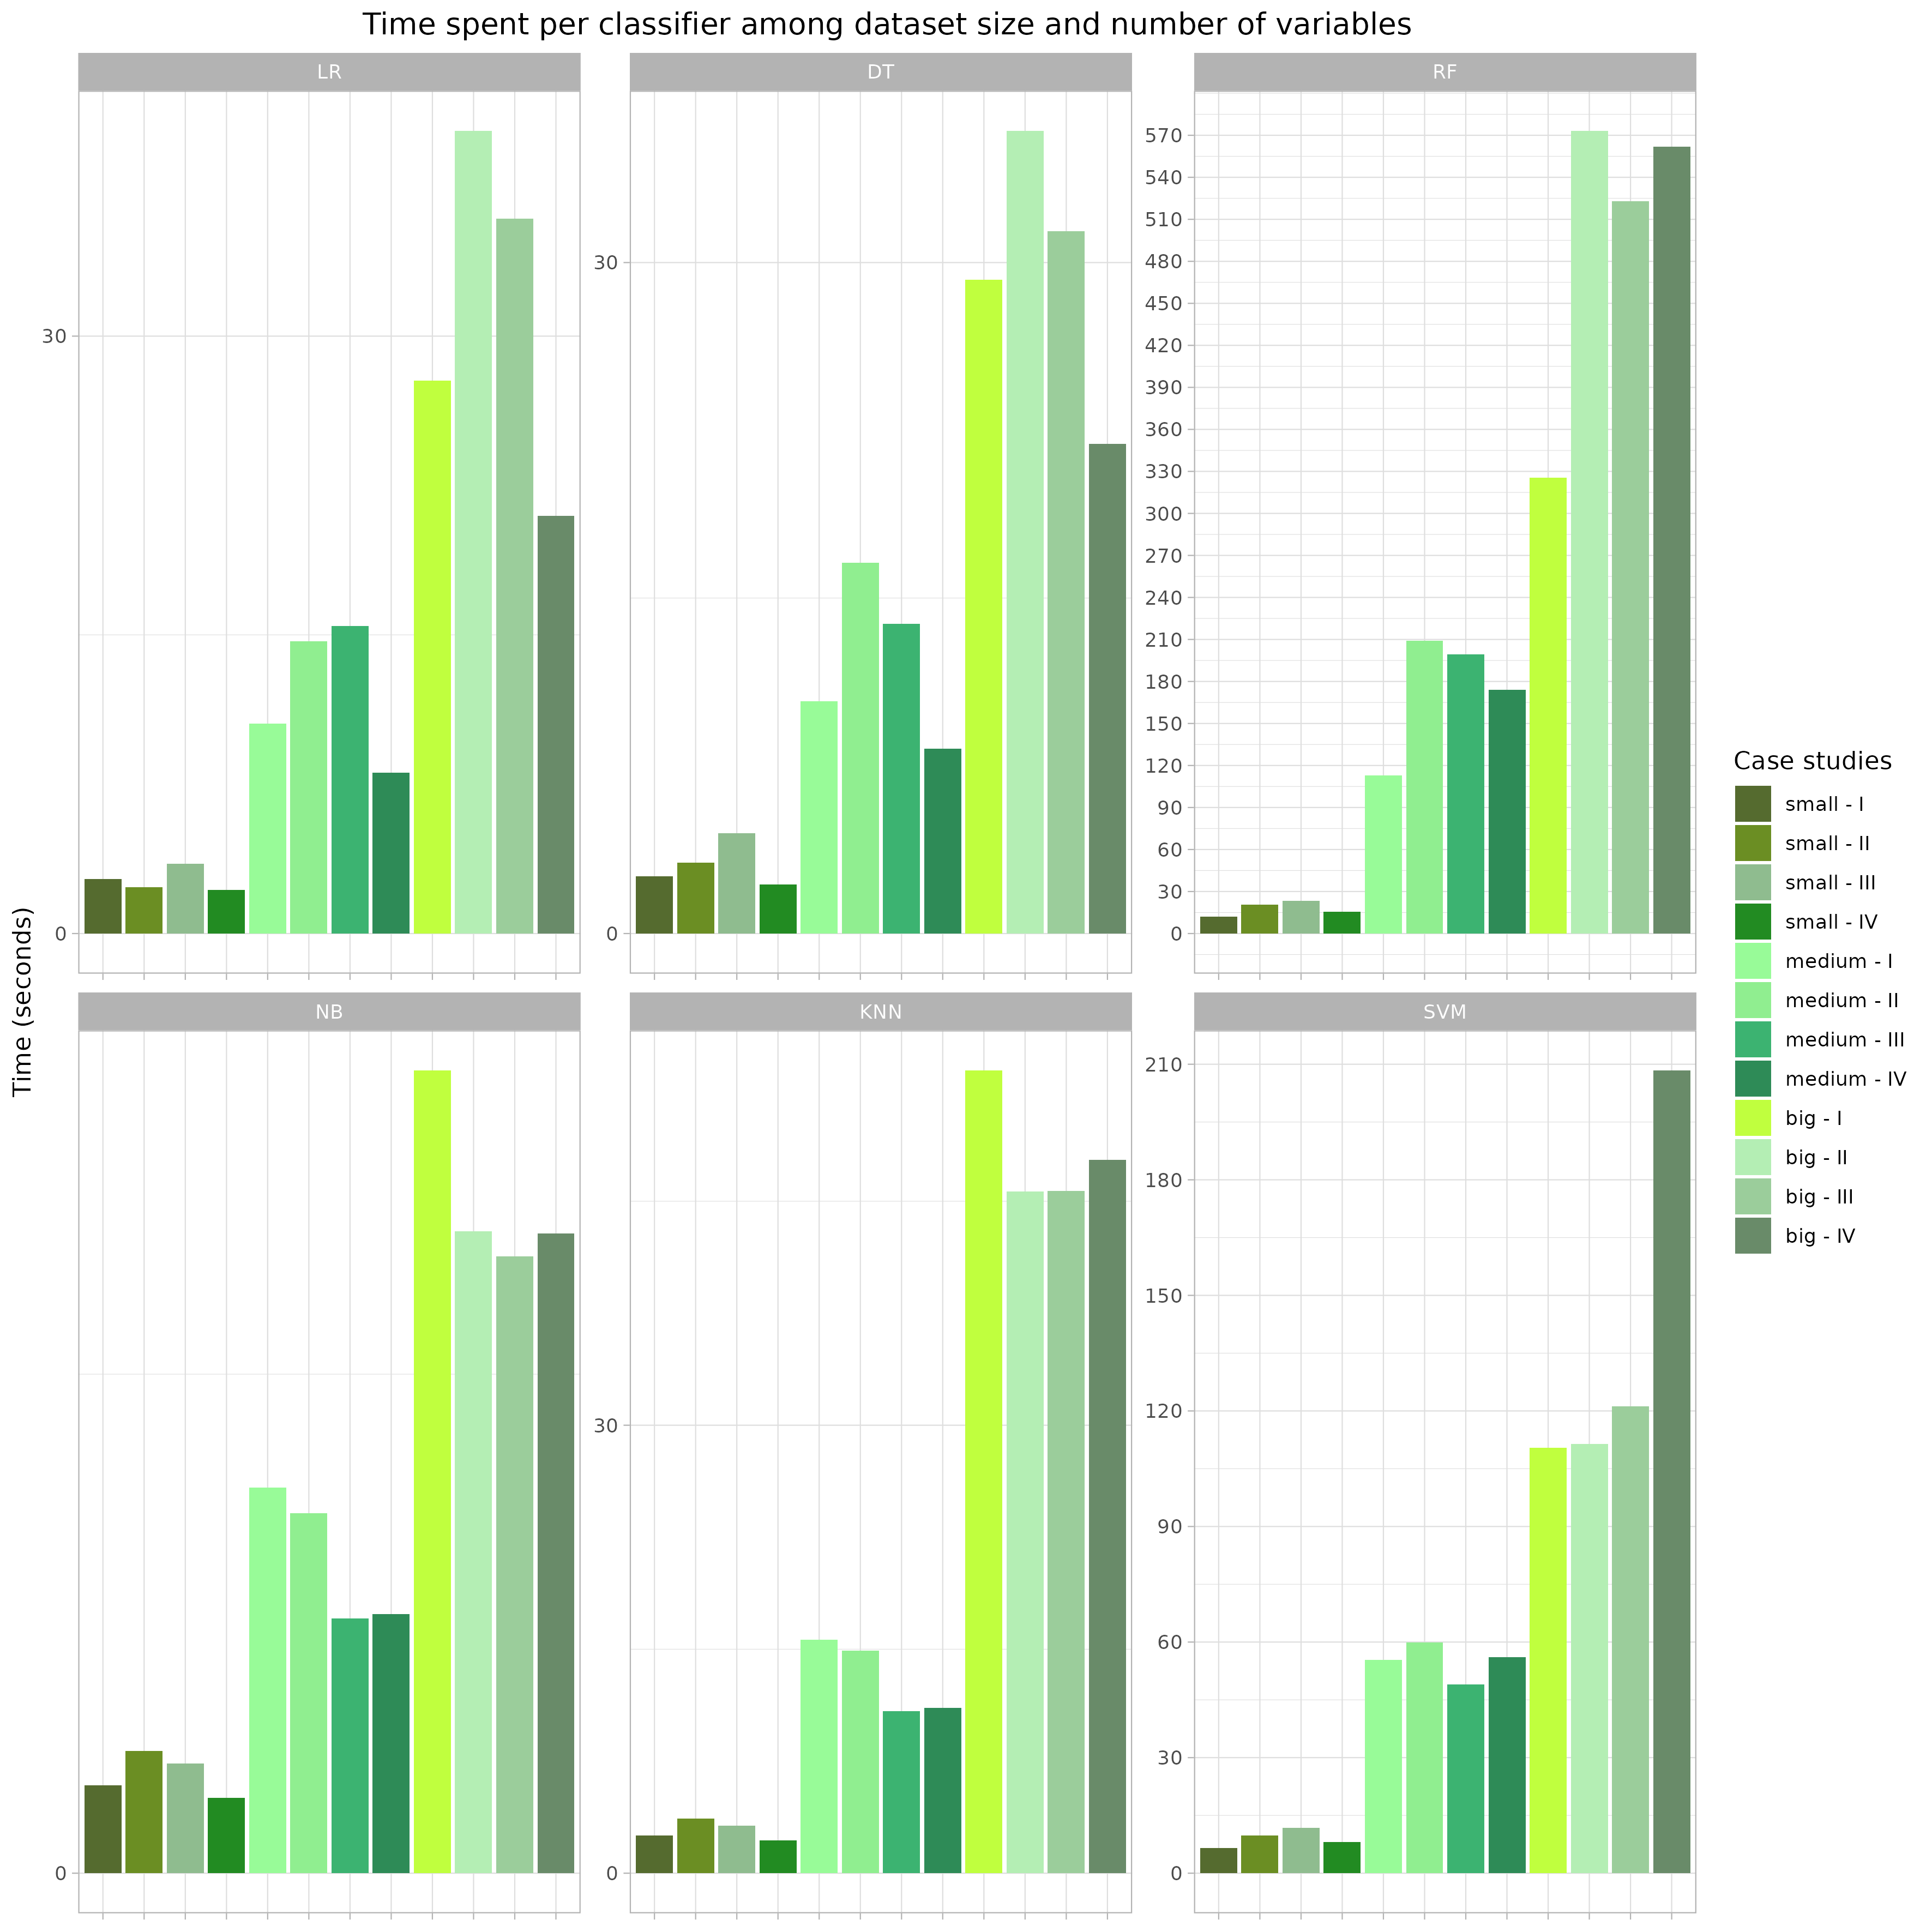 Time spent per classifier among dataset size and number of variables
LR
DT
RF
30
0
30
0
570
540
510
480
450
420
390
360
330
300
270
240
210
180
150
120
90
60
30
0
Time (seconds)
NB
KNN
SVM
0
30
0
210
180
150
120
90
60
30
0
Case studies
small - I
small - II
small - III
small - IV
medium - I
medium - II
medium - III
medium - IV
big - I
big - II
big - III
big - IV